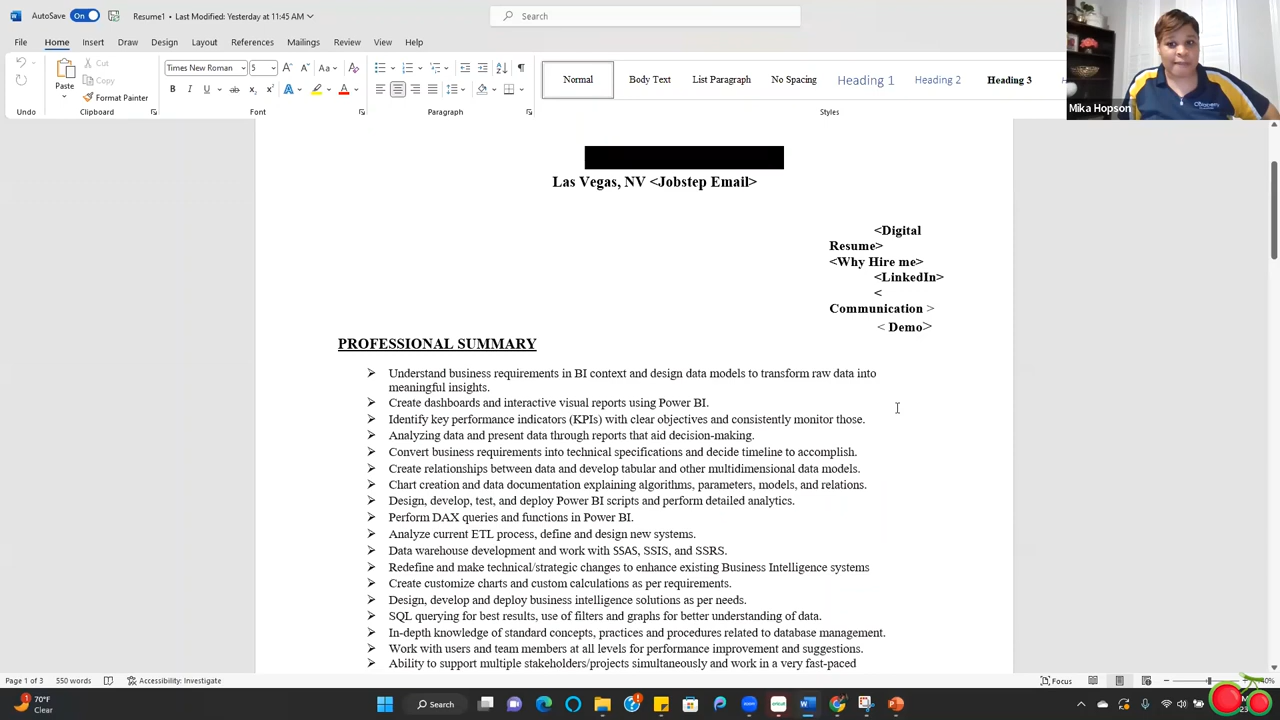 AutoSave On Resume1 • Last Modified: Yesterday at 11:45 AM Search
File Home Insert Draw Design Layout References Mailings Review View Help
Times New Roman 5 Aa
Paste Cut
Copy
Format Painter
B I U ab x₂ x² A A
Normal Body Text List Paragraph No Spacing Heading 1 Heading 2 Heading 3
Undo Clipboard Font Paragraph Styles
Mika Hopson
Las Vegas, NV <Jobstep Email>
<Digital
Resume>
<Why Hire me>
<LinkedIn>
<
Communication >
< Demo>
PROFESSIONAL SUMMARY
Understand business requirements in BI context and design data models to transform raw data into
meaningful insights.
Create dashboards and interactive visual reports using Power BI.
Identify key performance indicators (KPIs) with clear objectives and consistently monitor those.
Analyzing data and present data through reports that aid decision-making.
Convert business requirements into technical specifications and decide timeline to accomplish.
Create relationships between data and develop tabular and other multidimensional data models.
Chart creation and data documentation explaining algorithms, parameters, models, and relations.
Design, develop, test, and deploy Power BI scripts and perform detailed analytics.
Perform DAX queries and functions in Power BI.
Analyze current ETL process, define and design new systems.
Data warehouse development and work with SSAS, SSIS, and SSRS.
Redefine and make technical/strategic changes to enhance existing Business Intelligence systems
Create customize charts and custom calculations as per requirements.
Design, develop and deploy business intelligence solutions as per needs.
SQL querying for best results, use of filters and graphs for better understanding of data.
In-depth knowledge of standard concepts, practices and procedures related to database management.
Work with users and team members at all levels for performance improvement and suggestions.
Ability to support multiple stakeholders/projects simultaneously and work in a very fast-paced
Page 1 of 3 550 words Accessibility: Investigate Focus
70°F
Clear Search